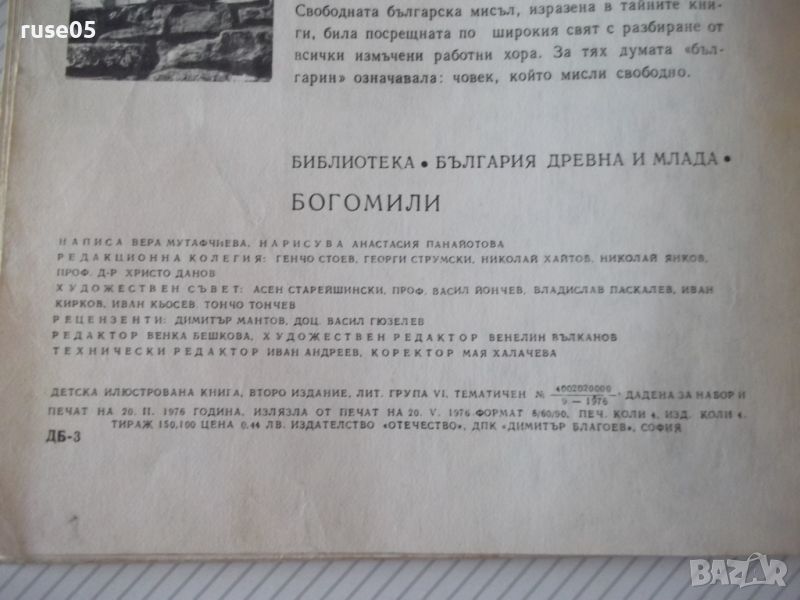 ruse05
Свободната българска мисъл, изразена в тайните кни-
ги, била посрещната по широкия свят с разбиране от
всички измъчени работни хора. За тях думата «бъл-
гарин» означавала: човек, който мисли свободно.
БИБЛИОТЕКА • БЪЛГАРИЯ ДРЕВНА И МЛАДА •
БОГОМИЛИ
НАПИСА ВЕРА МУТАФЧИЕВА, НАРИСУВА АНАСТАСИЯ ПАНАЙОТОВА
РЕДАКЦИОННА КОЛЕГИЯ: ГЕНЧО СТОЕВ, ГЕОРГИ СТРУМСКИ, НИКОЛАЙ ХАЙТОВ, НИКОЛАЙ ЯНКОВ,
ПРОФ. Д-Р ХРИСТО ДАНОВ
ХУДОЖЕСТВЕН СЪВЕТ: АСЕН СТАРЕЙШИНСКИ, ПРОФ. ВАСИЛ ЙОНЧЕВ, ВЛАДИСЛАВ ПАСКАЛЕВ, ИВАН
КИРКОВ, ИВАН КЬОСЕВ, ТОНЧО ТОНЧЕВ
РЕЦЕНЗЕНТИ: ДИМИТЪР МАНТОВ, ДОЦ. ВАСИЛ ГЮЗЕЛЕВ
РЕДАКТОР ВЕНКА БЕШКОВА, ХУДОЖЕСТВЕН РЕДАКТОР ВЕНЕЛИН ВЪЛКАНОВ
ТЕХНИЧЕСКИ РЕДАКТОР ИВАН АНДРЕЕВ, КОРЕКТОР МАЯ ХАЛАЧЕВА
ДЕТСКА ИЛЮСТРОВАНА КНИГА, ВТОРО ИЗДАНИЕ, ЛИТ. ГРУПА VI, ТЕМАТИЧЕН № 4002020000 / 9 — 1976 · ДАДЕНА ЗА НАБОР И
ПЕЧАТ НА 20. II. 1976 ГОДИНА. ИЗЛЯЗЛА ОТ ПЕЧАТ НА 20. V. 1976 ФОРМАТ 8/60/90, ПЕЧ. КОЛИ 4, ИЗД. КОЛИ 4,
ТИРАЖ 150,100 ЦЕНА 0.44 ЛВ. ИЗДАТЕЛСТВО «ОТЕЧЕСТВО», ДПК «ДИМИТЪР БЛАГОЕВ», СОФИЯ
ДБ-3
BAZAR